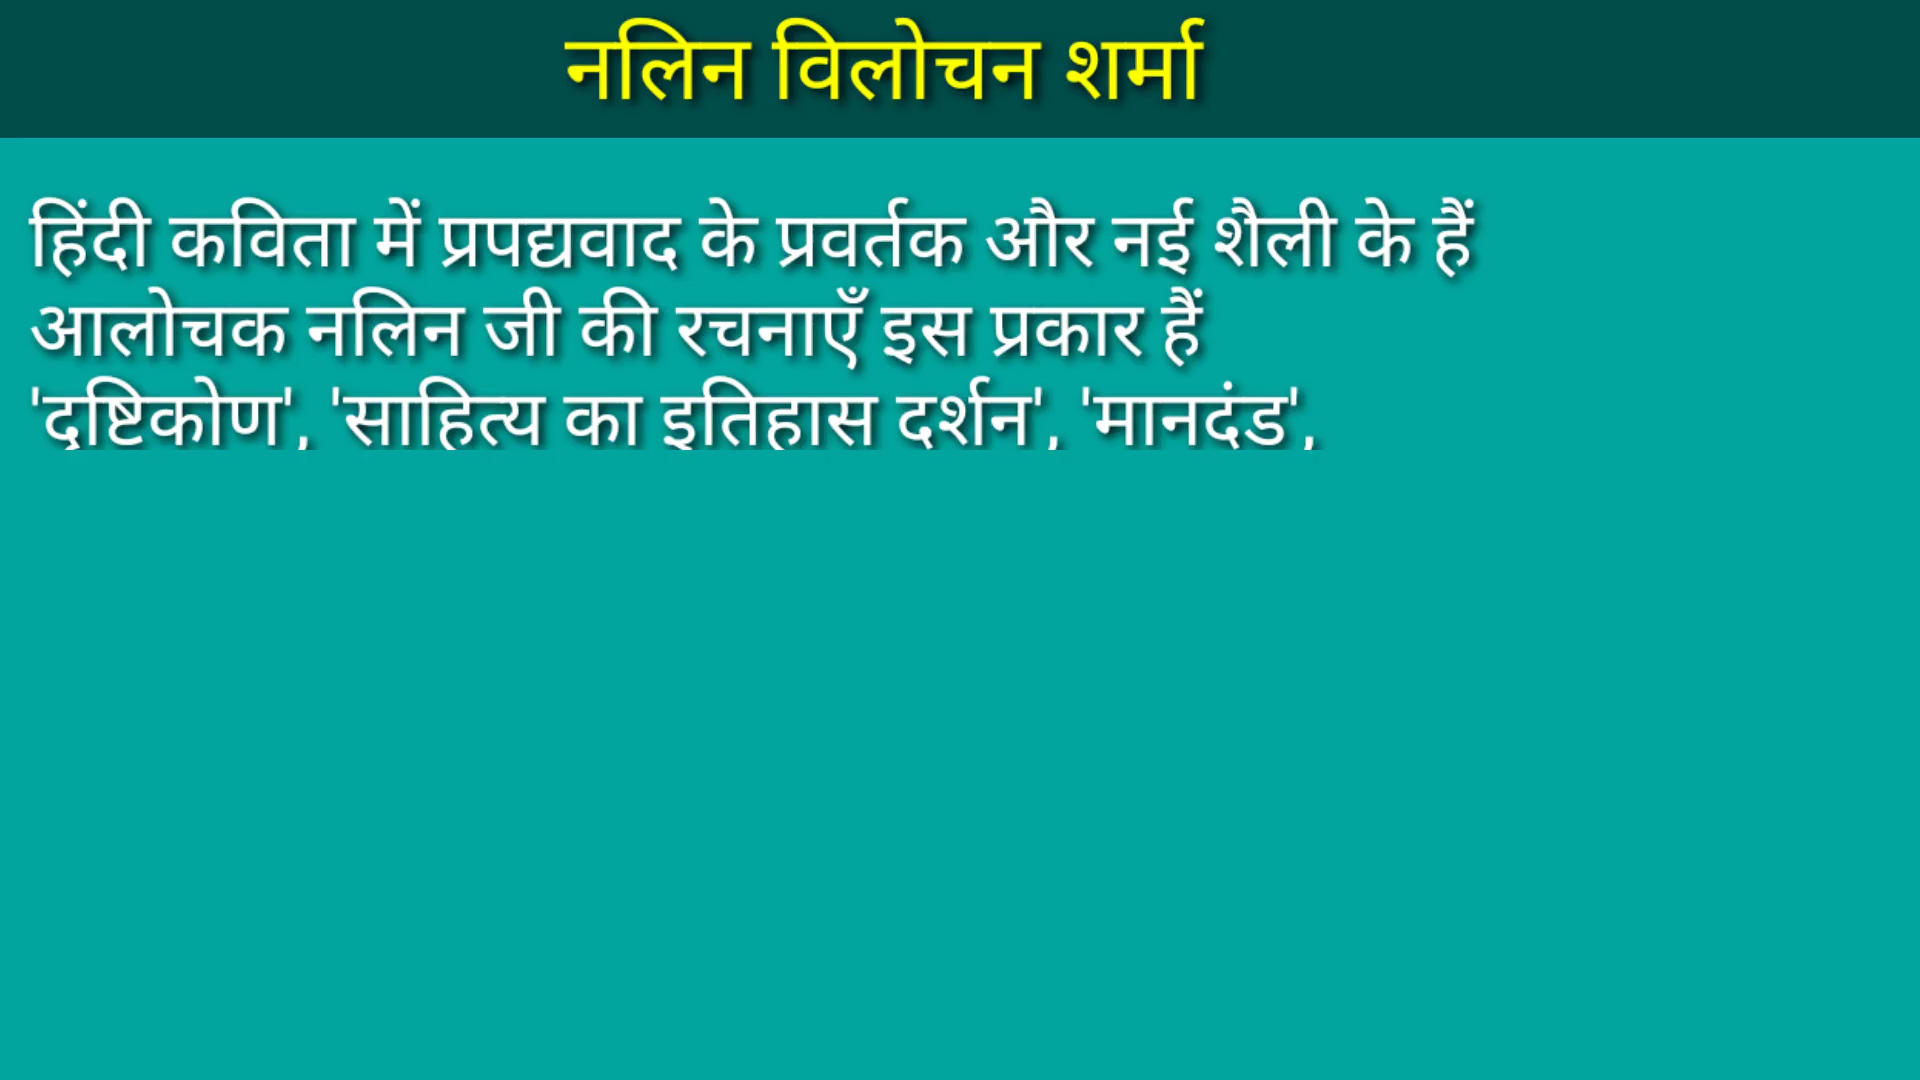 नलिन विलोचन शर्मा
हिंदी कविता में प्रपद्यवाद के प्रवर्तक और नई शैली के हैं
आलोचक नलिन जी की रचनाएँ इस प्रकार हैं
'दृष्टिकोण', 'साहित्य का इतिहास दर्शन', 'मानदंड',